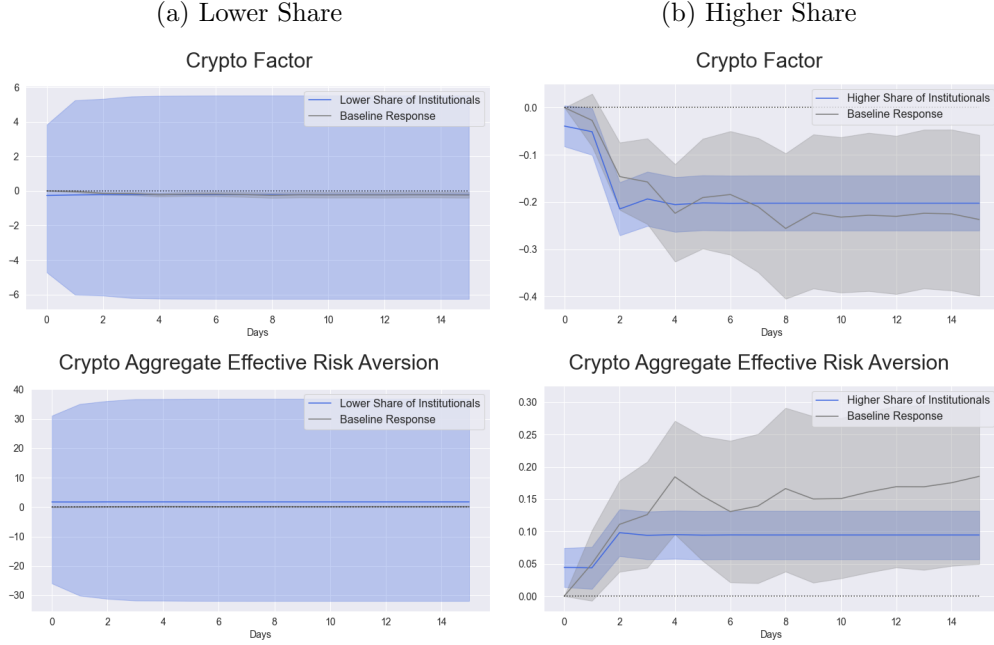 (a) Lower Share
(b) Higher Share
Crypto Factor
Lower Share of Institutionals
Baseline Response
6
4
2
0
−2
−4
−6
0 2 4 6 8 10 12 14
Days
Crypto Factor
Higher Share of Institutionals
Baseline Response
0.0
−0.1
−0.2
−0.3
−0.4
0 2 4 6 8 10 12 14
Days
Crypto Aggregate Effective Risk Aversion
Lower Share of Institutionals
Baseline Response
40
30
20
10
0
−10
−20
−30
0 2 4 6 8 10 12 14
Days
Crypto Aggregate Effective Risk Aversion
Higher Share of Institutionals
Baseline Response
0.30
0.25
0.20
0.15
0.10
0.05
0.00
0 2 4 6 8 10 12 14
Days